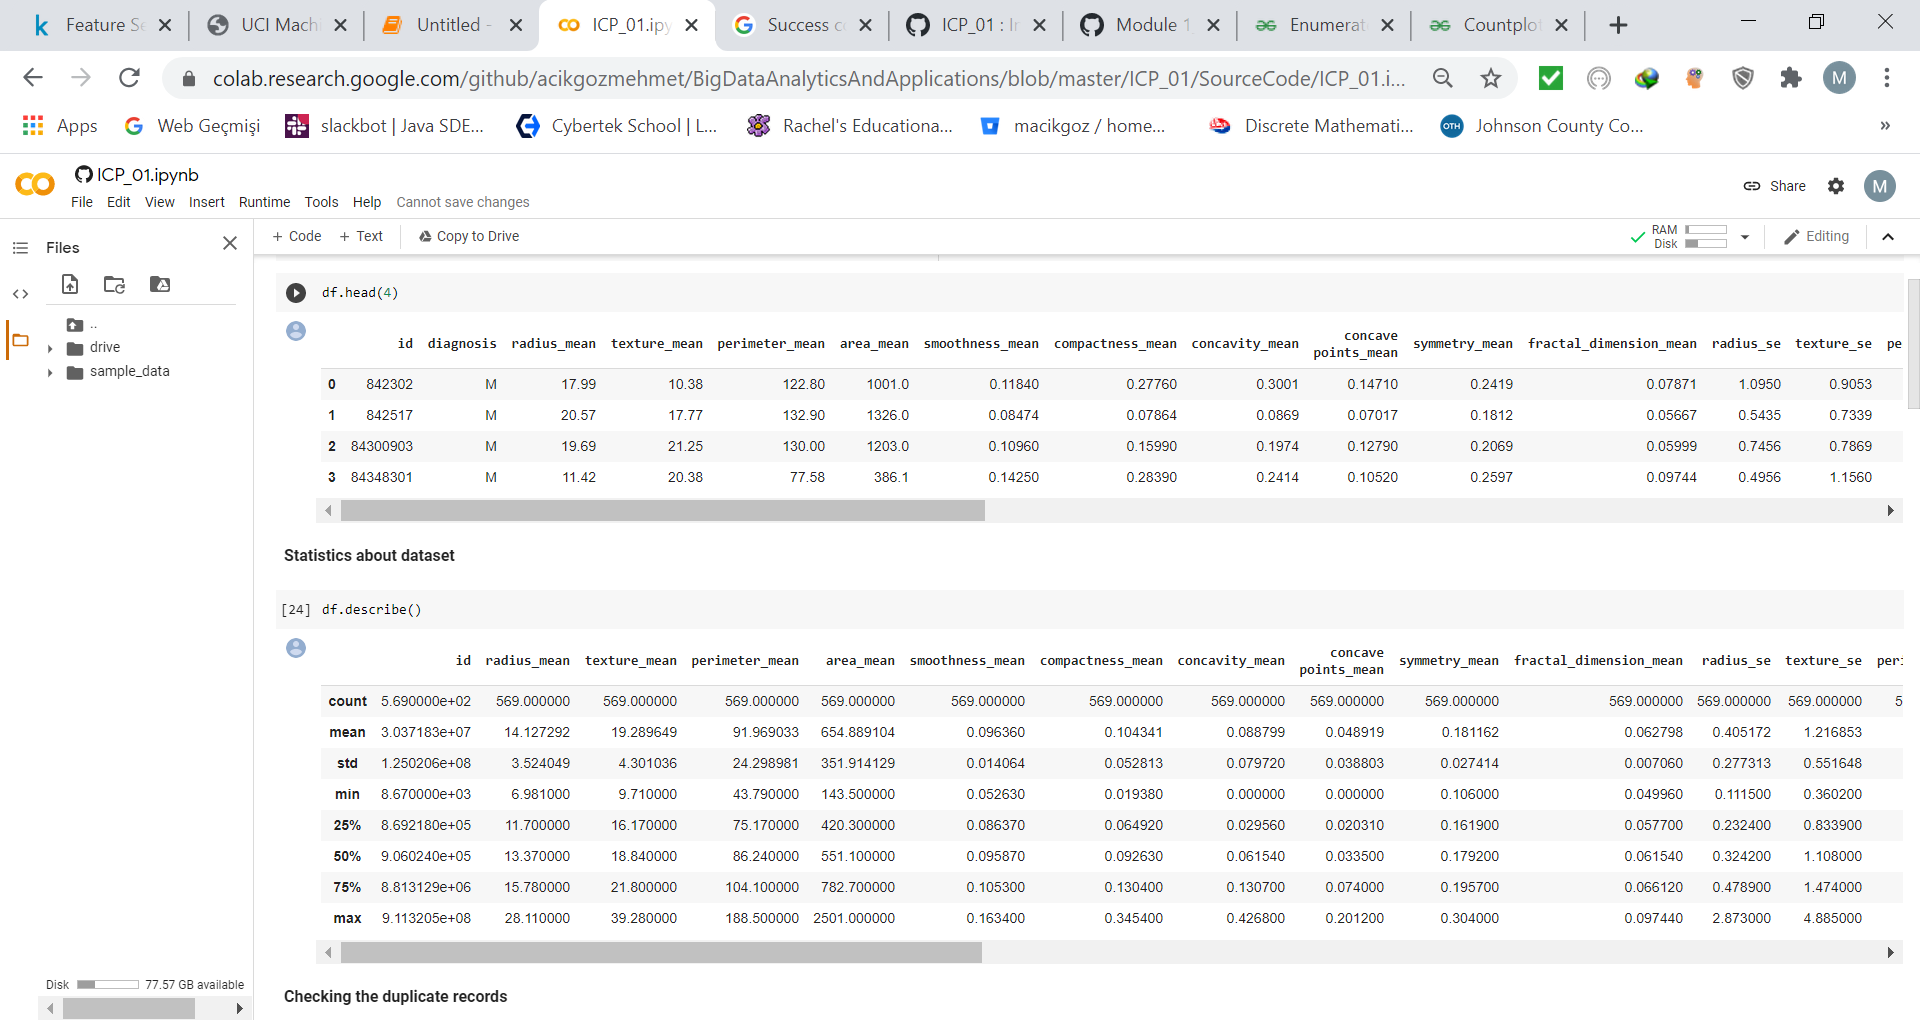 Feature Se
UCI Machi
Untitled -
ICP_01.ipy
Success co
ICP_01 : In
Module 1
Enumerat
Countplot
colab.research.google.com/github/acikgozmehmet/BigDataAnalyticsAndApplications/blob/master/ICP_01/SourceCode/ICP_01.i...
M
Apps
Web Geçmişi
slackbot | Java SDE...
Cybertek School | L...
Rachel's Educationa...
macikgoz / home...
Discrete Mathemati...
OTH
Johnson County Co...
»
ICP_01.ipynb
File Edit View Insert Runtime Tools Help Cannot save changes
Share
M
Files
+ Code + Text Copy to Drive
RAM
Disk
Editing
..
drive
sample_data
df.head(4)
id diagnosis radius_mean texture_mean perimeter_mean area_mean smoothness_mean compactness_mean concavity_mean concave points_mean symmetry_mean fractal_dimension_mean radius_se texture_se pe
0 842302 M 17.99 10.38 122.80 1001.0 0.11840 0.27760 0.3001 0.14710 0.2419 0.07871 1.0950 0.9053
1 842517 M 20.57 17.77 132.90 1326.0 0.08474 0.07864 0.0869 0.07017 0.1812 0.05667 0.5435 0.7339
2 84300903 M 19.69 21.25 130.00 1203.0 0.10960 0.15990 0.1974 0.12790 0.2069 0.05999 0.7456 0.7869
3 84348301 M 11.42 20.38 77.58 386.1 0.14250 0.28390 0.2414 0.10520 0.2597 0.09744 0.4956 1.1560
Statistics about dataset
[24] df.describe()
id radius_mean texture_mean perimeter_mean area_mean smoothness_mean compactness_mean concavity_mean concave points_mean symmetry_mean fractal_dimension_mean radius_se texture_se peri
count 5.690000e+02 569.000000 569.000000 569.000000 569.000000 569.000000 569.000000 569.000000 569.000000 569.000000 569.000000 569.000000 569.000000 5
mean 3.037183e+07 14.127292 19.289649 91.969033 654.889104 0.096360 0.104341 0.088799 0.048919 0.181162 0.062798 0.405172 1.216853
std 1.250206e+08 3.524049 4.301036 24.298981 351.914129 0.014064 0.052813 0.079720 0.038803 0.027414 0.007060 0.277313 0.551648
min 8.670000e+03 6.981000 9.710000 43.790000 143.500000 0.052630 0.019380 0.000000 0.000000 0.106000 0.049960 0.111500 0.360200
25% 8.692180e+05 11.700000 16.170000 75.170000 420.300000 0.086370 0.064920 0.029560 0.020310 0.161900 0.057700 0.232400 0.833900
50% 9.060240e+05 13.370000 18.840000 86.240000 551.100000 0.095870 0.092630 0.061540 0.033500 0.179200 0.061540 0.324200 1.108000
75% 8.813129e+06 15.780000 21.800000 104.100000 782.700000 0.105300 0.130400 0.130700 0.074000 0.195700 0.066120 0.478900 1.474000
max 9.113205e+08 28.110000 39.280000 188.500000 2501.000000 0.163400 0.345400 0.426800 0.201200 0.304000 0.097440 2.873000 4.885000
Disk 77.57 GB available
Checking the duplicate records